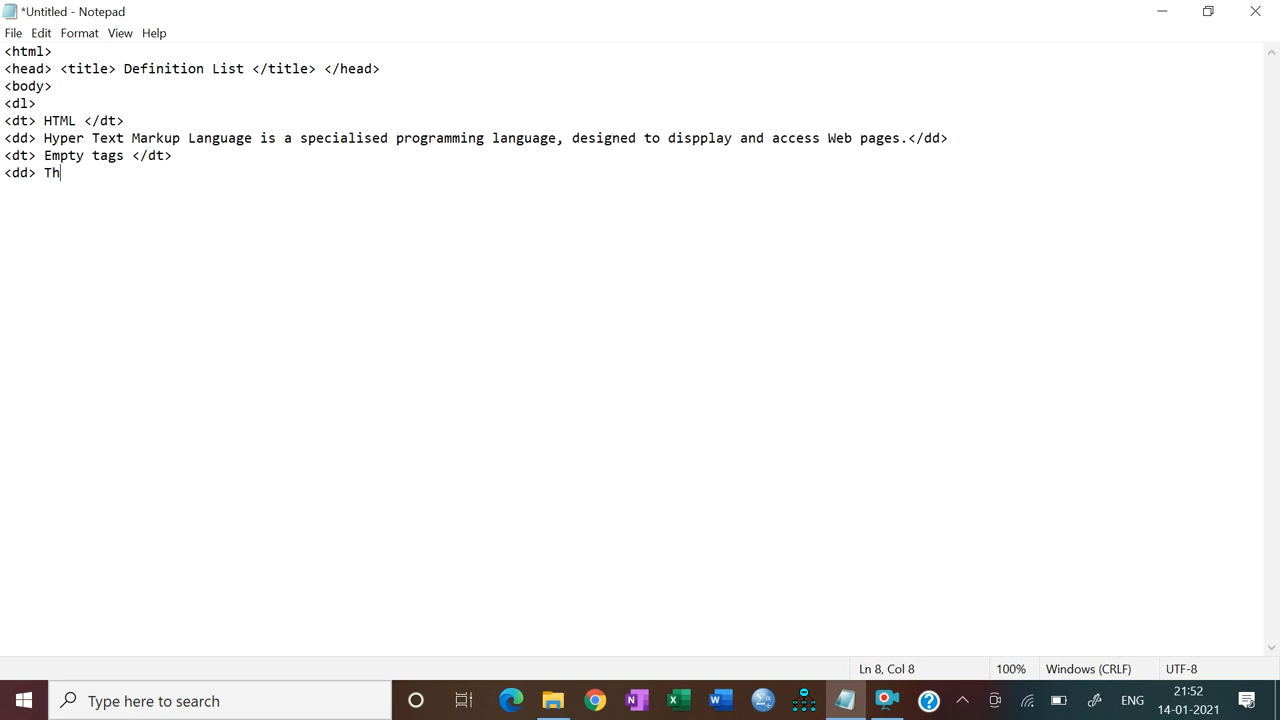 *Untitled - Notepad
File Edit Format View Help
<html>
<head> <title> Definition List </title> </head>
<body>
<dl>
<dt> HTML </dt>
<dd> Hyper Text Markup Language is a specialised programming language, designed to dispplay and access Web pages.</dd>
<dt> Empty tags </dt>
<dd> Th
Ln 8, Col 8 100% Windows (CRLF) UTF-8
Type here to search
ENG
21:52
14-01-2021